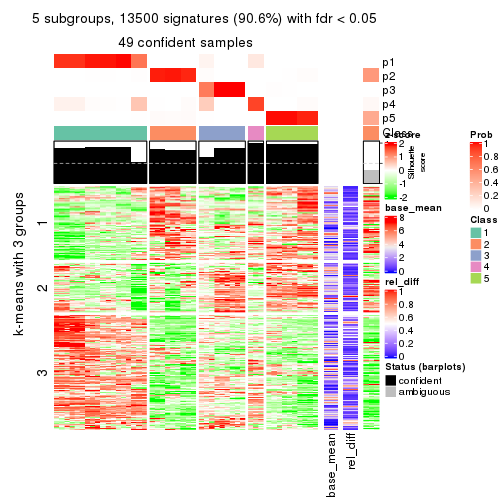 5 subgroups, 13500 signatures (90.6%) with fdr < 0.05
49 confident samples
p1
p2
p3
p4
p5
Class
Silhouette
score
k-means with 3 groups
1
2
3
base_mean
rel_diff
z-score
2
1
0
-1
-2
base_mean
8
6
4
2
0
rel_diff
1
0.8
0.6
0.4
0.2
0
Status (barplots)
confident
ambiguous
Prob
1
0.8
0.6
0.4
0.2
0
Class
1
2
3
4
5